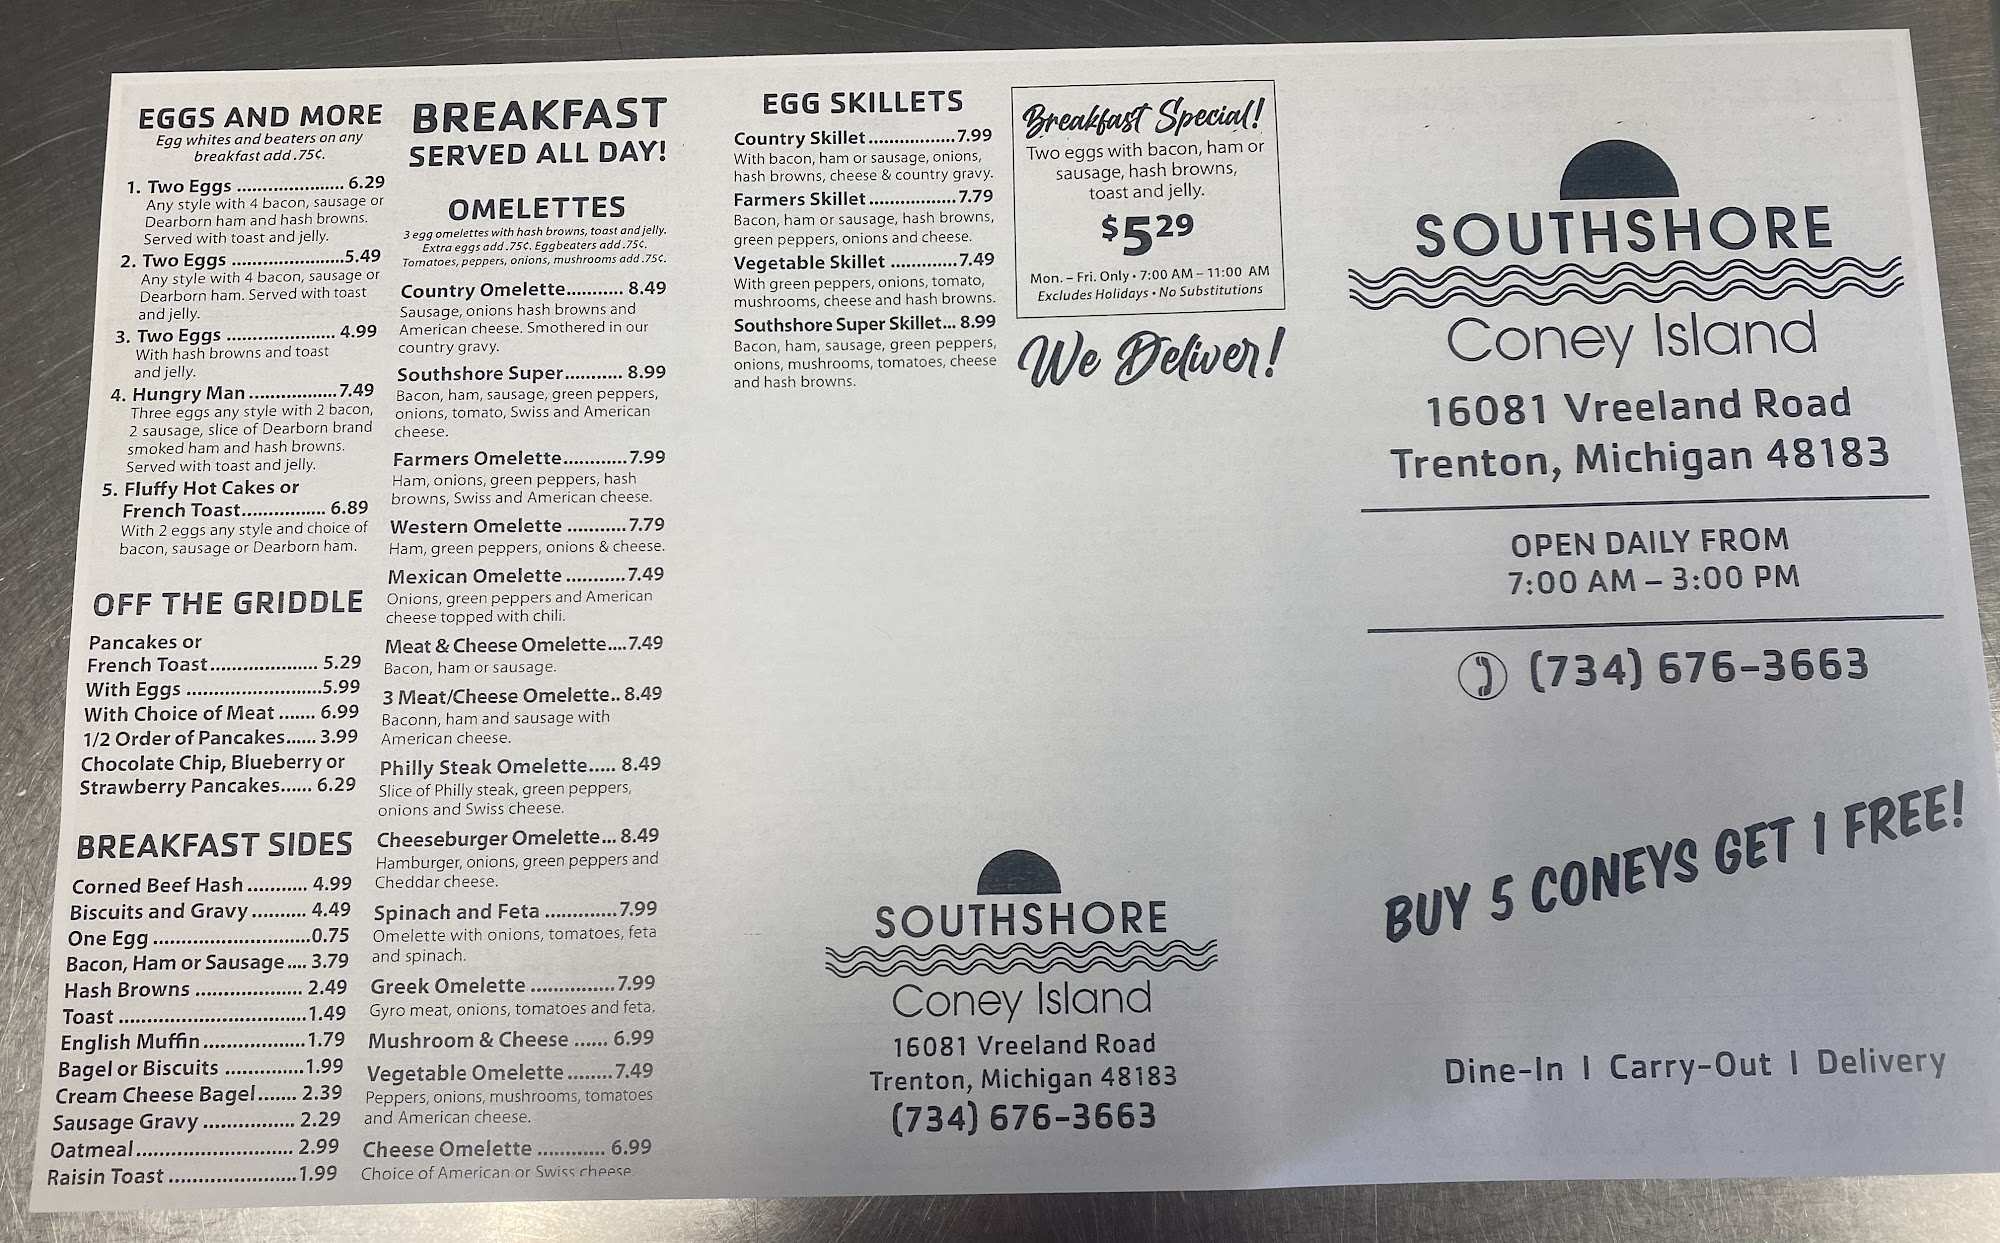 EGGS AND MORE
Egg whites and beaters on any
breakfast add .75¢.
1. Two Eggs ..................... 6.29
Any style with 4 bacon, sausage or
Dearborn ham and hash browns.
Served with toast and jelly.
2. Two Eggs ......................5.49
Any style with 4 bacon, sausage or
Dearborn ham. Served with toast
and jelly.
3. Two Eggs ..................... 4.99
With hash browns and toast
and jelly.
4. Hungry Man .................7.49
Three eggs any style with 2 bacon,
2 sausage, slice of Dearborn brand
smoked ham and hash browns.
Served with toast and jelly.
5. Fluffy Hot Cakes or
French Toast................ 6.89
With 2 eggs any style and choice of
bacon, sausage or Dearborn ham.
OFF THE GRIDDLE
Pancakes or
French Toast..................... 5.29
With Eggs ..........................5.99
With Choice of Meat ....... 6.99
1/2 Order of Pancakes...... 3.99
Chocolate Chip, Blueberry or
Strawberry Pancakes...... 6.29
BREAKFAST SIDES
Corned Beef Hash ........... 4.99
Biscuits and Gravy .......... 4.49
One Egg ..............................0.75
Bacon, Ham or Sausage .... 3.79
Hash Browns .................... 2.49
Toast ...................................1.49
English Muffin...................1.79
Bagel or Biscuits ...............1.99
Cream Cheese Bagel....... 2.39
Sausage Gravy ................. 2.29
Oatmeal............................. 2.99
Raisin Toast ........................1.99
BREAKFAST
SERVED ALL DAY!
OMELETTES
3 egg omelettes with hash browns, toast and jelly.
Extra eggs add .75¢. Eggbeaters add .75¢.
Tomatoes, peppers, onions, mushrooms add .75¢.
Country Omelette........... 8.49
Sausage, onions hash browns and
American cheese. Smothered in our
country gravy.
Southshore Super........... 8.99
Bacon, ham, sausage, green peppers,
onions, tomato, Swiss and American
cheese.
Farmers Omelette............7.99
Ham, onions, green peppers, hash
browns, Swiss and American cheese.
Western Omelette ...........7.79
Ham, green peppers, onions & cheese.
Mexican Omelette ...........7.49
Onions, green peppers and American
cheese topped with chili.
Meat & Cheese Omelette....7.49
Bacon, ham or sausage.
3 Meat/Cheese Omelette.. 8.49
Baconn, ham and sausage with
American cheese.
Philly Steak Omelette..... 8.49
Slice of Philly steak, green peppers,
onions and Swiss cheese.
Cheeseburger Omelette... 8.49
Hamburger, onions, green peppers and
Cheddar cheese.
Spinach and Feta .............7.99
Omelette with onions, tomatoes, feta
and spinach.
Greek Omelette ...............7.99
Gyro meat, onions, tomatoes and feta.
Mushroom & Cheese ...... 6.99
Vegetable Omelette ........7.49
Peppers, onions, mushrooms, tomatoes
and American cheese.
Cheese Omelette ............ 6.99
Choice of American or Swiss cheese
EGG SKILLETS
Country Skillet .................7.99
With bacon, ham or sausage, onions,
hash browns, cheese & country gravy.
Farmers Skillet .................7.79
Bacon, ham or sausage, hash browns,
green peppers, onions and cheese.
Vegetable Skillet .............7.49
With green peppers, onions, tomato,
mushrooms, cheese and hash browns.
Southshore Super Skillet... 8.99
Bacon, ham, sausage, green peppers,
onions, mushrooms, tomatoes, cheese
and hash browns.
Breakfast Special!
Two eggs with bacon, ham or
sausage, hash browns,
toast and jelly.
$5 29
Mon. – Fri. Only • 7:00 AM – 11:00 AM
Excludes Holidays • No Substitutions
We Deliver!
SOUTHSHORE
Coney Island
16081 Vreeland Road
Trenton, Michigan 48183
(734) 676-3663
SOUTHSHORE
Coney Island
16081 Vreeland Road
Trenton, Michigan 48183
OPEN DAILY FROM
7:00 AM – 3:00 PM
(734) 676-3663
BUY 5 CONEYS GET 1 FREE!
Dine-In | Carry-Out | Delivery